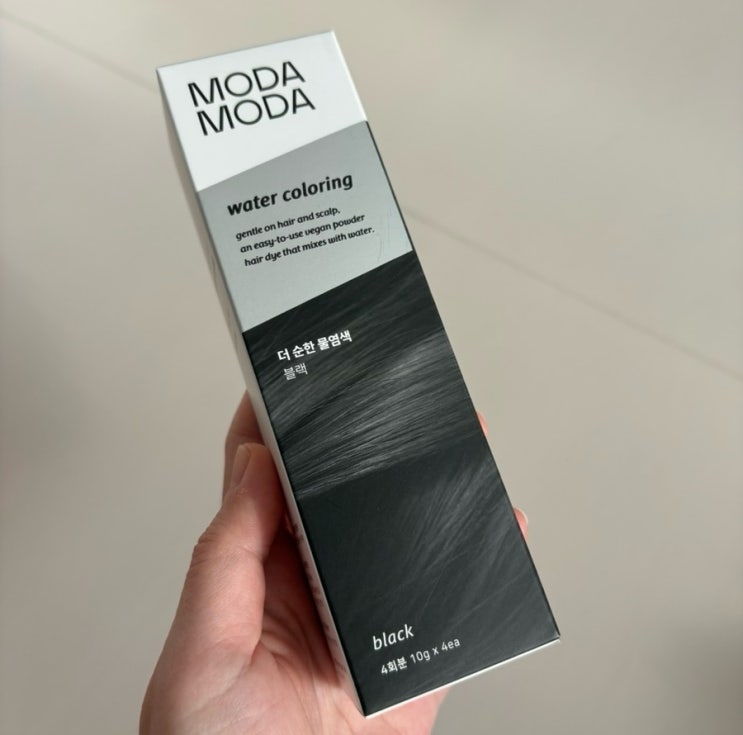 MODA
MODA
water coloring
gentle on hair and scalp,
an easy-to-use vegan powder
hair dye that mixes with water.
더 순한 물염색
블랙
black
4회분 10g x 4ea